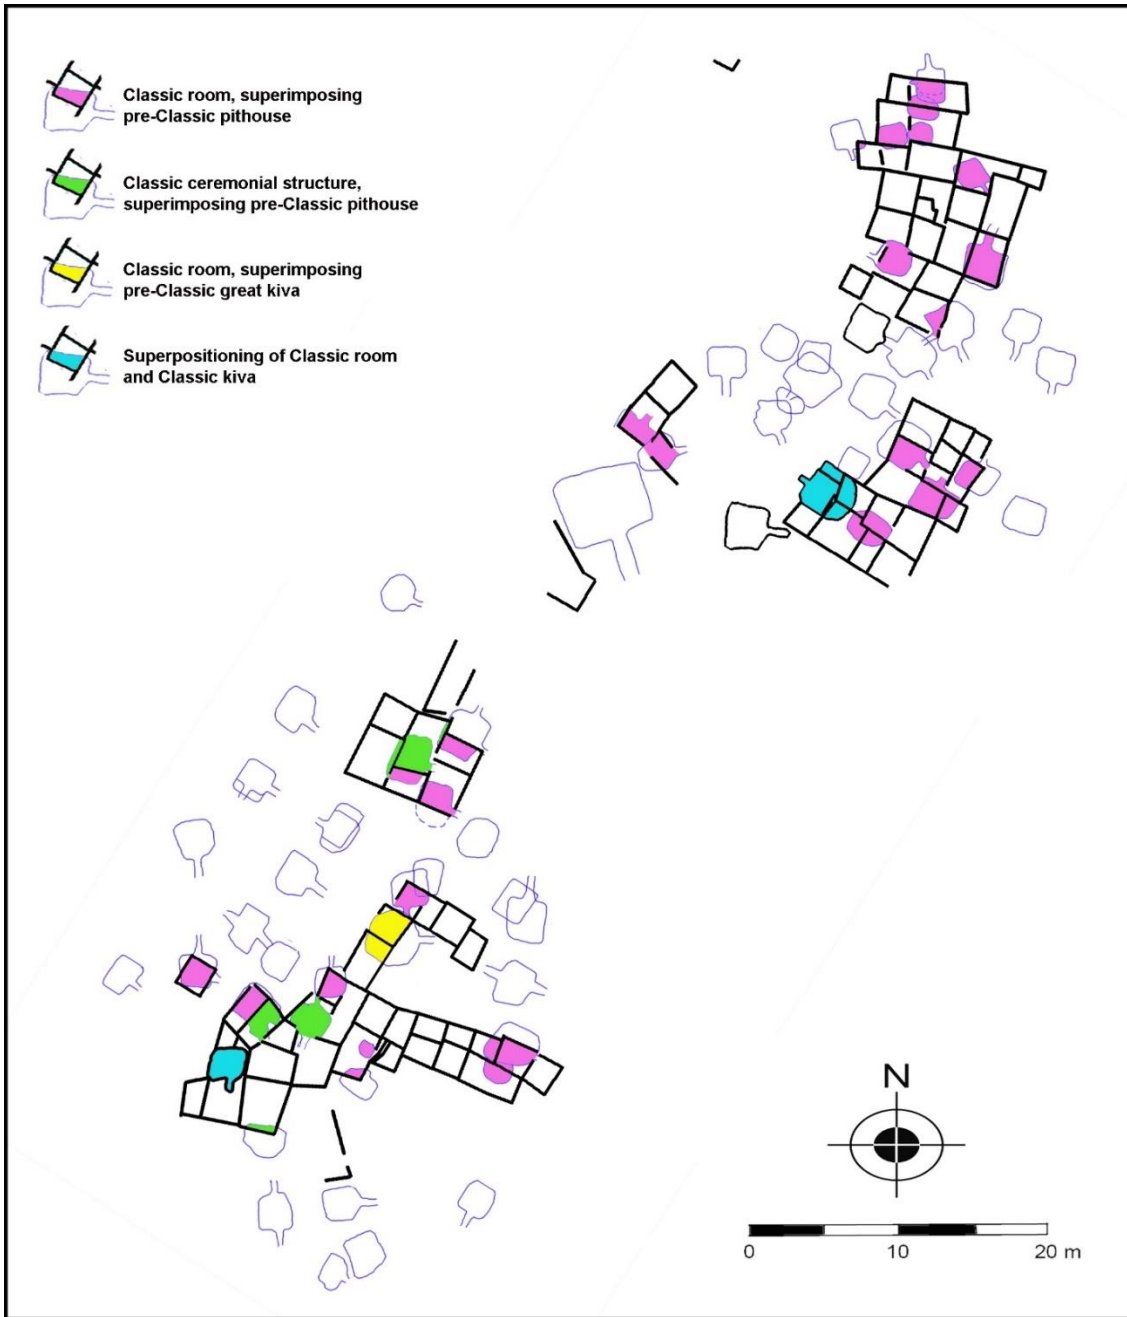 Classic room, superimposing
pre-Classic pithouse
Classic ceremonial structure,
superimposing pre-Classic pithouse
Classic room, superimposing
pre-Classic great kiva
Superpositioning of Classic room
and Classic kiva
N
0 10 20 m